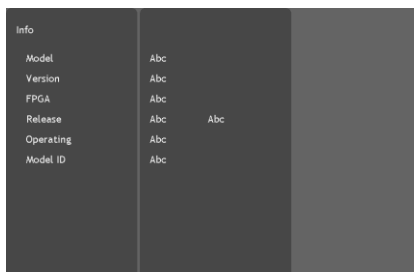 Info
Model Abc
Version Abc
FPGA Abc
Release Abc Abc
Operating Abc
Model ID Abc